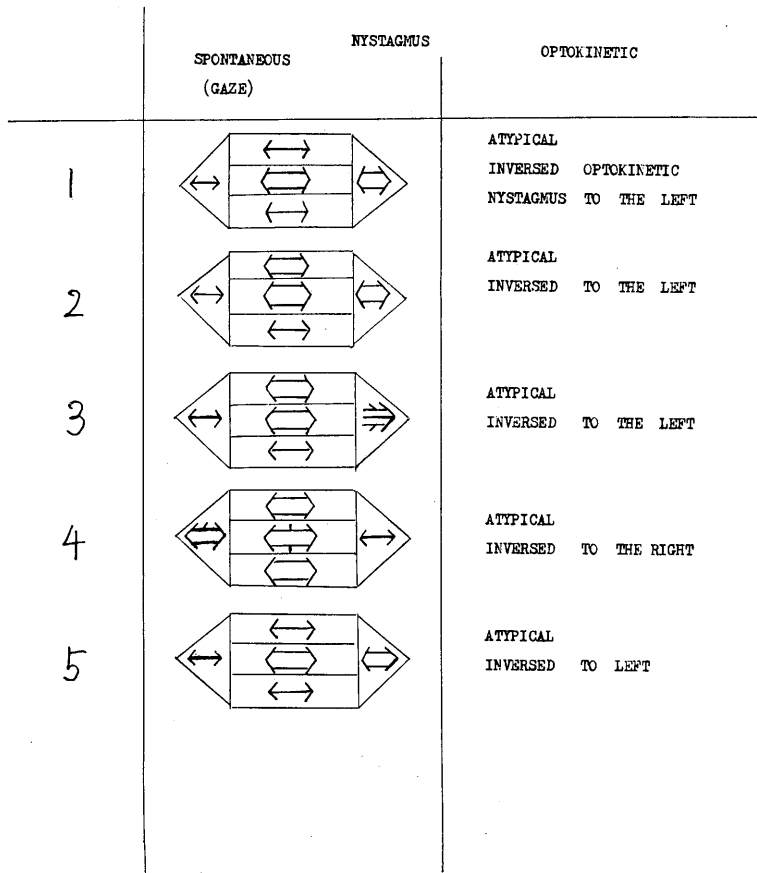 NYSTAGMUS
SPONTANEOUS
(GAZE)
OPTOKINETIC
1
ATYPICAL
INVERSED OPTOKINETIC
NYSTAGMUS TO THE LEFT
2
ATYPICAL
INVERSED TO THE LEFT
3
ATYPICAL
INVERSED TO THE LEFT
4
ATYPICAL
INVERSED TO THE RIGHT
5
ATYPICAL
INVERSED TO LEFT